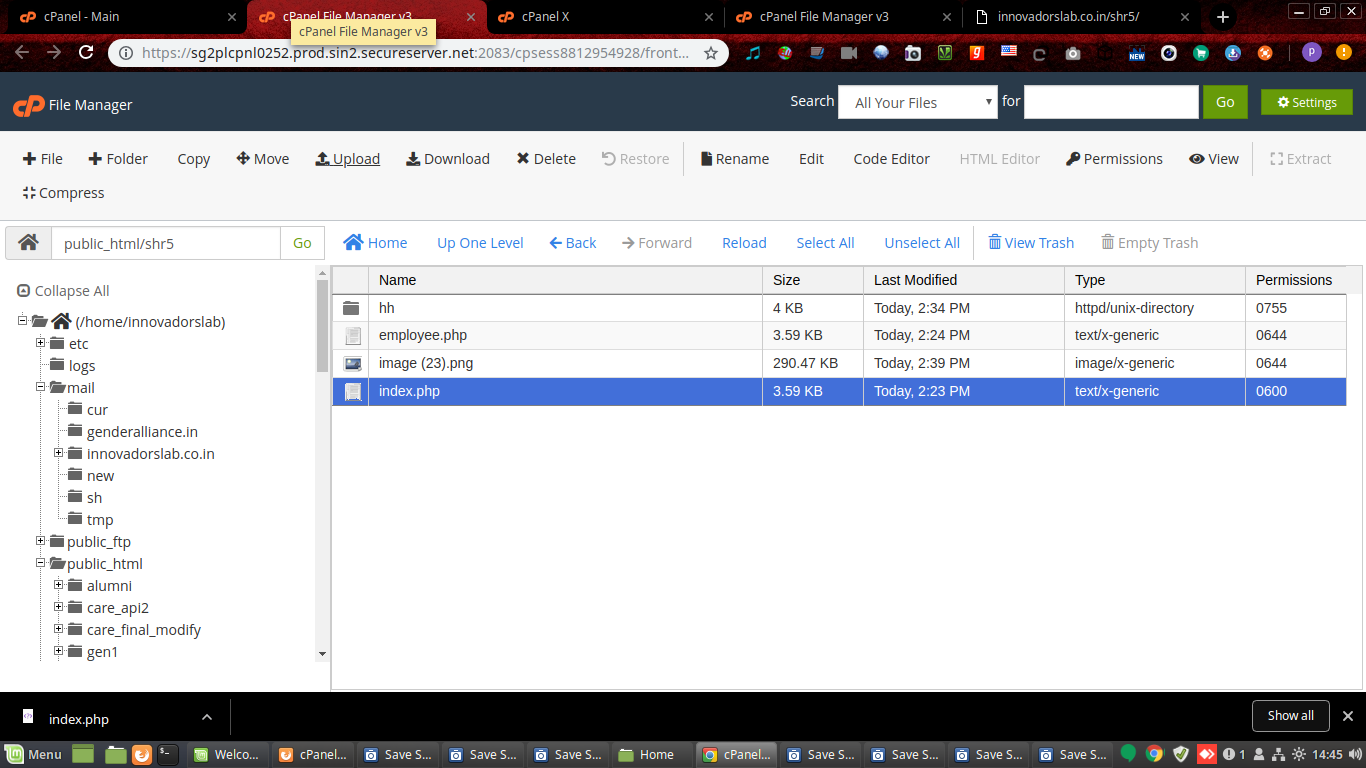 cPanel - Main
cPanel File Manager v3
cPanel X
cPanel File Manager v3
innovadorslab.co.in/shr5/
cPanel File Manager v3
https://sg2plcpnl0252.prod.sin2.secureserver.net:2083/cpsess8812954928/front...
NEW
p
cP File Manager
Search
All Your Files
for
Go
Settings
File
Folder
Copy
Move
Upload
Download
Delete
Restore
Rename
Edit
Code Editor
HTML Editor
Permissions
View
Extract
Compress
public_html/shr5
Go
Home
Up One Level
Back
Forward
Reload
Select All
Unselect All
View Trash
Empty Trash
Collapse All
(/home/innovadorslab)
etc
logs
mail
cur
genderalliance.in
innovadorslab.co.in
new
sh
tmp
public_ftp
public_html
alumni
care_api2
care_final_modify
gen1
Name Size Last Modified Type Permissions
hh 4 KB Today, 2:34 PM httpd/unix-directory 0755
employee.php 3.59 KB Today, 2:24 PM text/x-generic 0644
image (23).png 290.47 KB Today, 2:39 PM image/x-generic 0644
index.php 3.59 KB Today, 2:23 PM text/x-generic 0600
index.php
Show all
Menu
Welco...
cPanel...
Save S...
Save S...
Save S...
Home
cPanel...
Save S...
Save S...
Save S...
Save S...
1
14:45